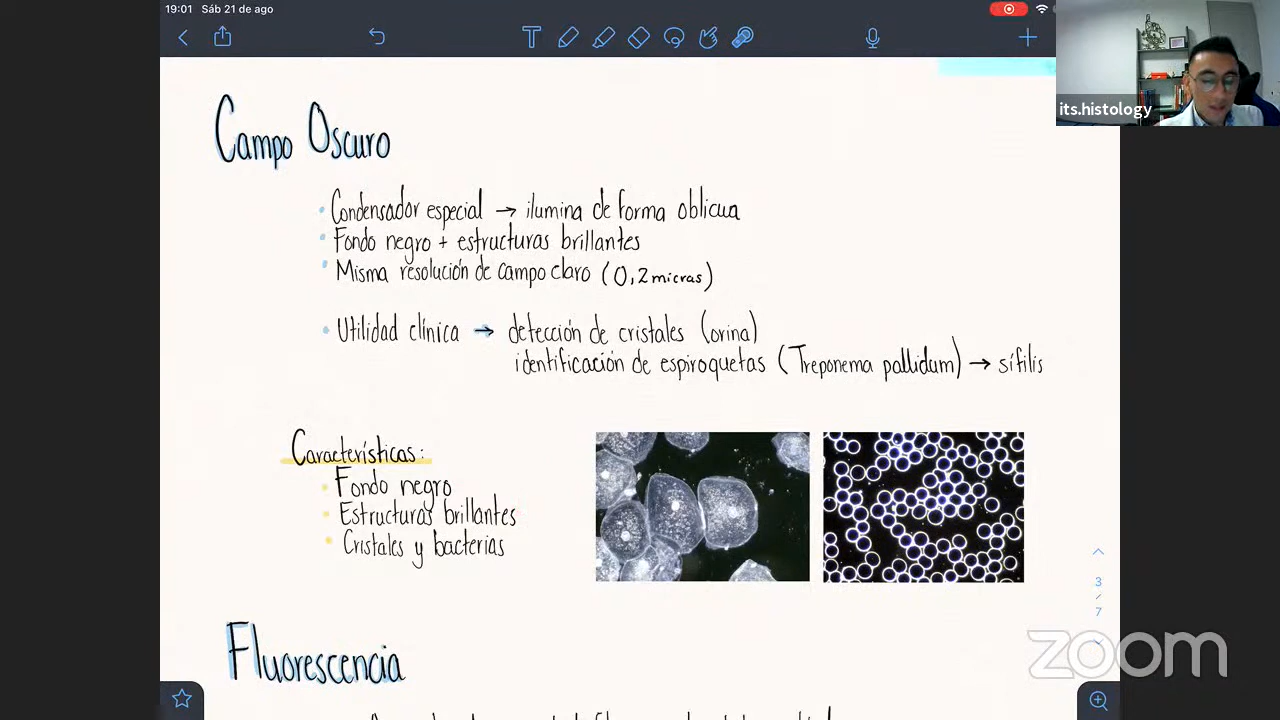 19:01 Sáb 21 de ago
its.histology
Campo Oscuro
• Condensador especial → ilumina de forma oblicua
• Fondo negro + estructuras brillantes
• Misma resolución de campo claro (0,2 micras)
• Utilidad clínica → detección de cristales (orina)
identificación de espiroquetas (Treponema pallidum) → sífilis
Características:
• Fondo negro
• Estructuras brillantes
• Cristales y bacterias
3
/
7
Fluorescencia
zoom